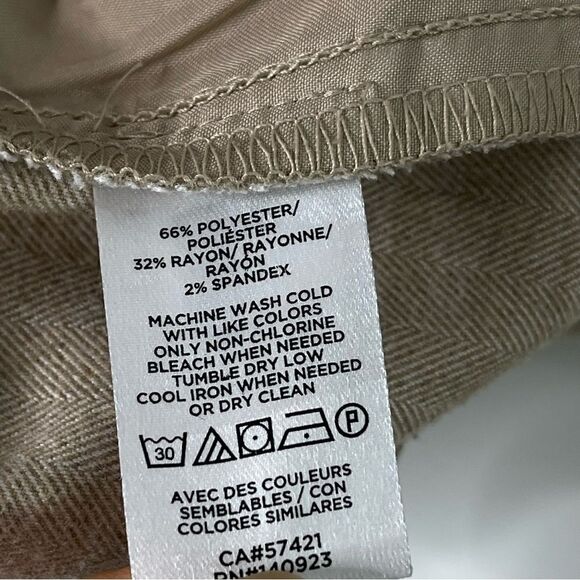 66% POLYESTER/
POLIÉSTER
32% RAYON/ RAYONNE/
RAYÓN
2% SPANDEX
MACHINE WASH COLD
WITH LIKE COLORS
ONLY NON-CHLORINE
BLEACH WHEN NEEDED
TUMBLE DRY LOW
COOL IRON WHEN NEEDED
OR DRY CLEAN
30 P
AVEC DES COULEURS
SEMBLABLES / CON
COLORES SIMILARES
CA#57421
RN#140923